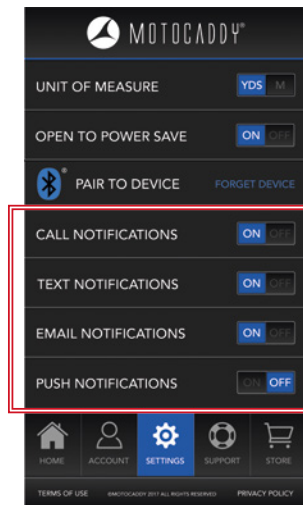 MOTOCADDY®
UNIT OF MEASURE YDS M
OPEN TO POWER SAVE ON OFF
PAIR TO DEVICE FORGET DEVICE
CALL NOTIFICATIONS ON OFF
TEXT NOTIFICATIONS ON OFF
EMAIL NOTIFICATIONS ON OFF
PUSH NOTIFICATIONS ON OFF
HOME ACCOUNT SETTINGS SUPPORT STORE
TERMS OF USE ©MOTOCADDY 2017 ALL RIGHTS RESERVED PRIVACY POLICY